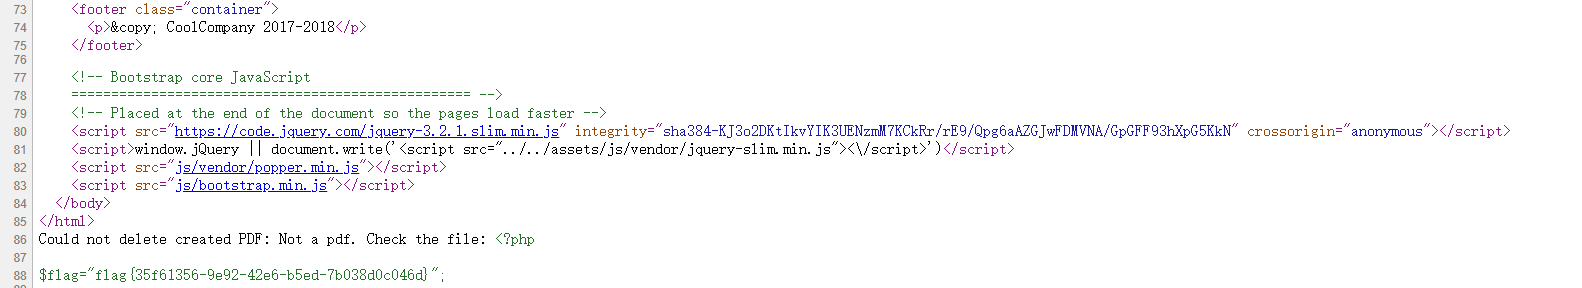 73 <footer class="container">
74 <p>&copy; CoolCompany 2017-2018</p>
75 </footer>
76
77 <!-- Bootstrap core JavaScript
78 ================================================== -->
79 <!-- Placed at the end of the document so the pages load faster -->
80 <script src="https://code.jquery.com/jquery-3.2.1.slim.min.js" integrity="sha384-KJ3o2DKtIkvYIK3UENzmM7KCkRr/rE9/Qpg6aAZGJwFDMVNA/GpGFF93hXpG5KkN" crossorigin="anonymous"></script>
81 <script>window.jQuery || document.write('<script src="../../assets/js/vendor/jquery-slim.min.js"><\/script>')</script>
82 <script src="js/vendor/popper.min.js"></script>
83 <script src="js/bootstrap.min.js"></script>
84 </body>
85 </html>
86 Could not delete created PDF: Not a pdf. Check the file: <?php
87
88 $flag="flag{35f61356-9e92-42e6-b5ed-7b038d0c046d}";